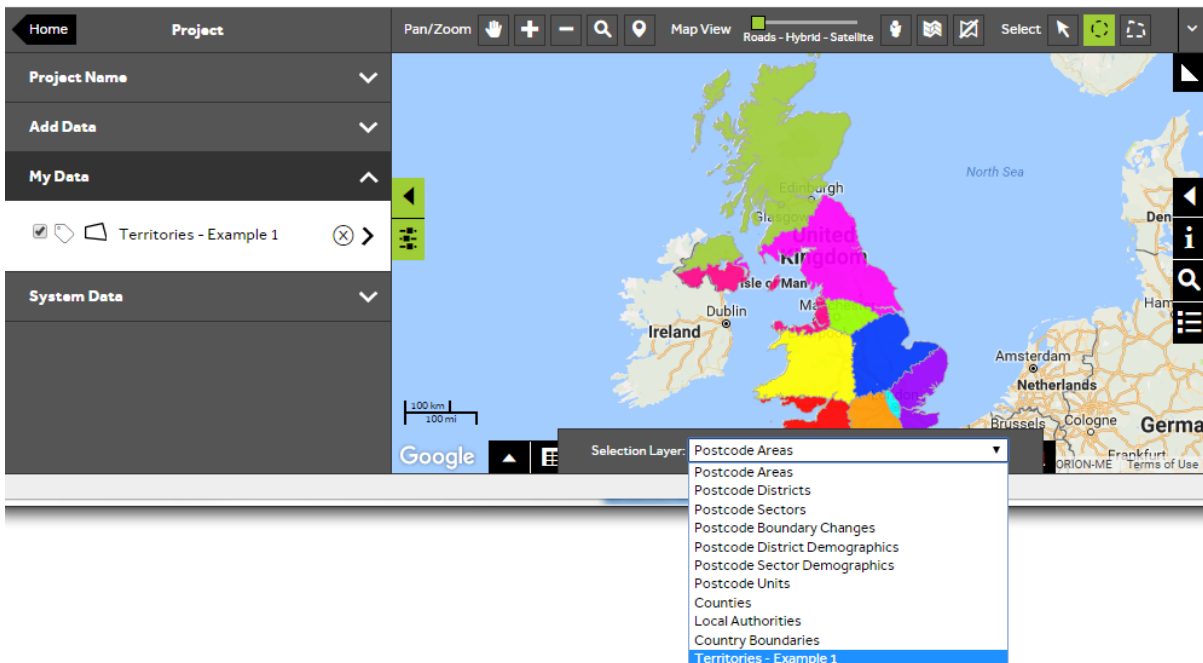 Home
Project
Pan/Zoom
Map View
Roads - Hybrid - Satellite
Select
Project Name
Add Data
My Data
Territories - Example 1
System Data
North Sea
Edinburgh
Glasgow
United
Kingdom
Isle of Man
Dublin
Ireland
Den
Ham
Amsterdam
Netherlands
Brussels
Cologne
Germa
Frankfurt
100 km
100 mi
Google
ORION-ME
Terms of Use
Selection Layer:
Postcode Areas
Postcode Areas
Postcode Districts
Postcode Sectors
Postcode Boundary Changes
Postcode District Demographics
Postcode Sector Demographics
Postcode Units
Counties
Local Authorities
Country Boundaries
Territories - Example 1